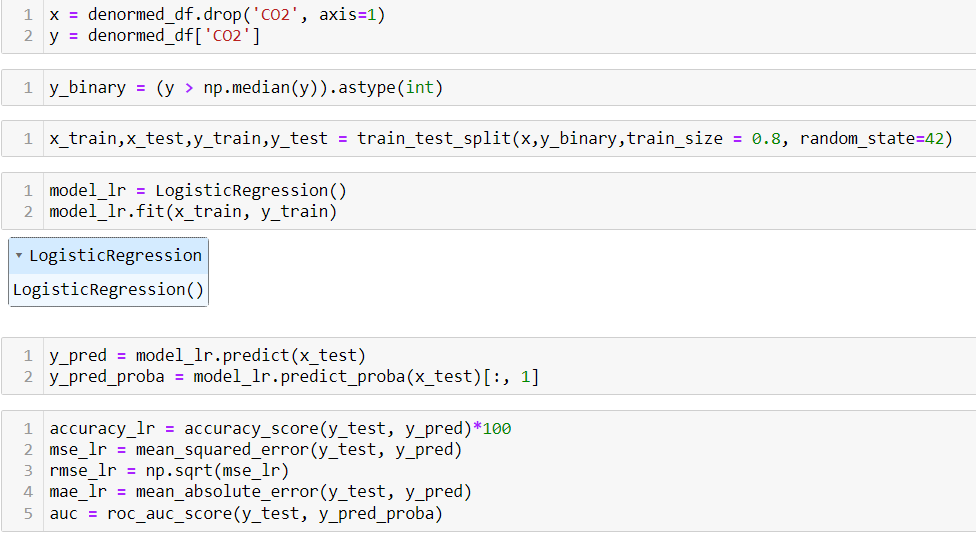 1 x = denormed_df.drop('CO2', axis=1)
2 y = denormed_df['CO2']
1 y_binary = (y > np.median(y)).astype(int)
1 x_train,x_test,y_train,y_test = train_test_split(x,y_binary,train_size = 0.8, random_state=42)
1 model_lr = LogisticRegression()
2 model_lr.fit(x_train, y_train)
▾ LogisticRegression
LogisticRegression()
1 y_pred = model_lr.predict(x_test)
2 y_pred_proba = model_lr.predict_proba(x_test)[:, 1]
1 accuracy_lr = accuracy_score(y_test, y_pred)*100
2 mse_lr = mean_squared_error(y_test, y_pred)
3 rmse_lr = np.sqrt(mse_lr)
4 mae_lr = mean_absolute_error(y_test, y_pred)
5 auc = roc_auc_score(y_test, y_pred_proba)